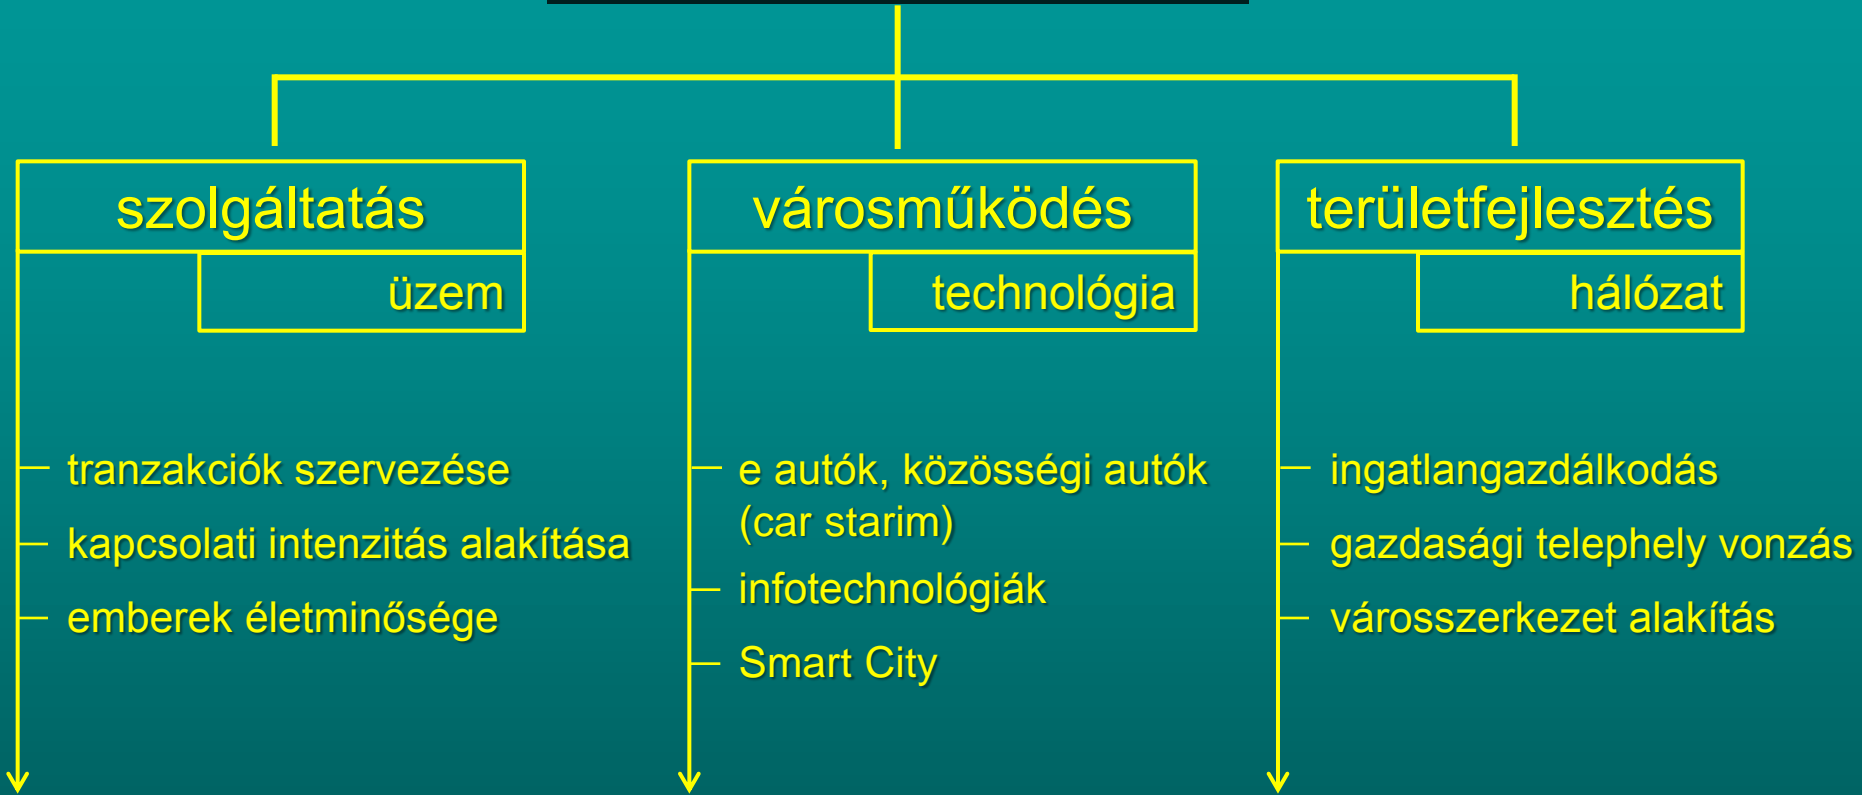 szolgáltatás
üzem
tranzakciók szervezése
kapcsolati intenzitás alakítása
emberek életminősége
városműködés
technológia
e autók, közösségi autók
(car starim)
infotechnológiák
Smart City
területfejlesztés
hálózat
ingatlangazdálkodás
gazdasági telephely vonzás
városszerkezet alakítás